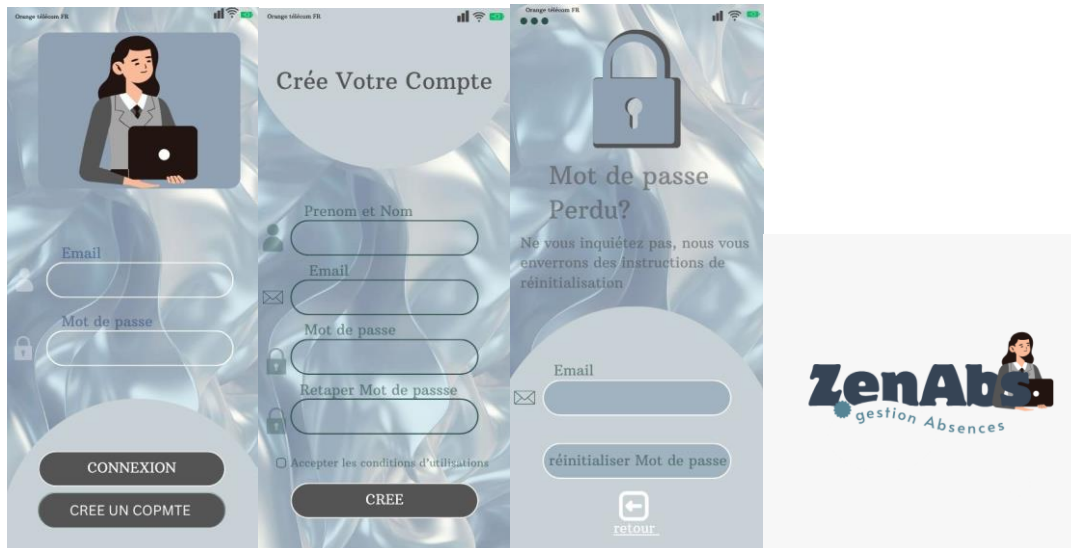 Orange télécom FR
Email
Mot de passe
CONNEXION
CREE UN COPMTE
Orange télécom FR
Crée Votre Compte
Prenom et Nom
Email
Mot de passe
Retaper Mot de passse
Accepter les conditions d'utilisations
CREE
Orange télécom FR
Mot de passe
Perdu?
Ne vous inquiétez pas, nous vous
enverrons des instructions de
réinitialisation
Email
réinitialiser Mot de passe
retour
ZenAbs
gestion Absences